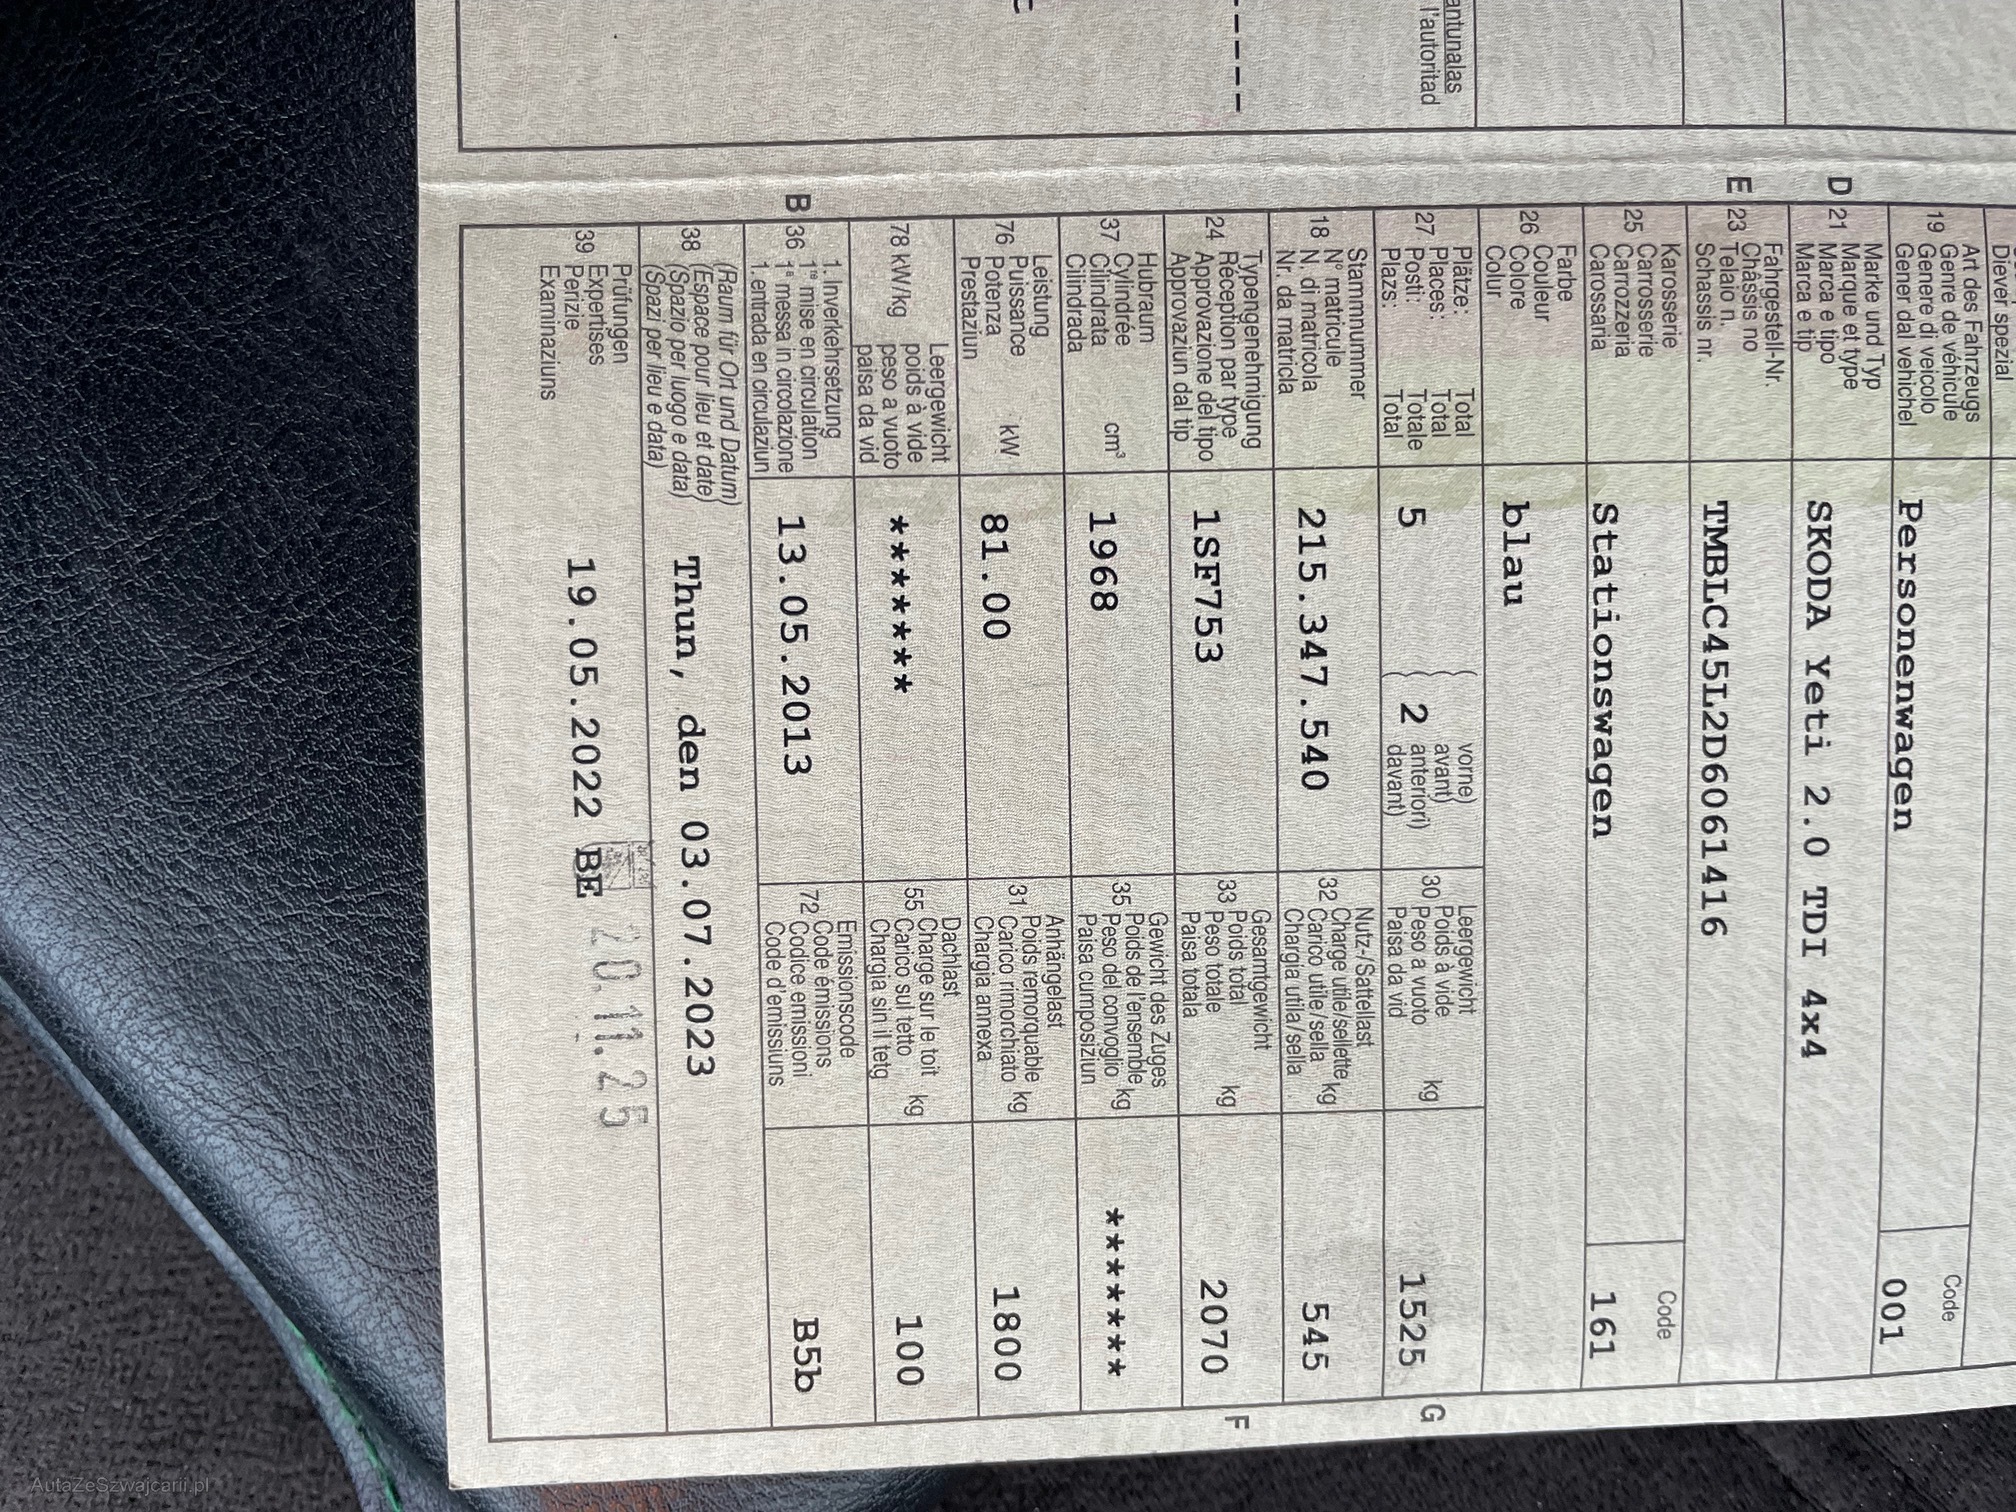 antunalas
l'autoritad
-----
Dievel spezial
Art des Fahrzeugs
19 Genre de véhicule
Genere di veicolo
Gener dal vehichel
Personenwagen
Code
001
Marke und Typ
D 21 Marque et type
Marca e tipo
Marca e tip
SKODA Yeti 2.0 TDI 4x4
Fahrgestell-Nr.
E 23 Châssis no
Telaio n.
Schassis nr.
TMBLC45L2D6061416
Karosserie
25 Carrosserie
Carrozzeria
Carossaria
Stationswagen
Code
161
Farbe
26 Couleur
Colore
Colur
blau
Plätze: Total
27 Places: Total
Posti: Totale
Plazs: Total
5
( vorne)
2 avant)
anteriori)
( davant)
Leergewicht
30 Poids à vide
Peso a vuoto kg
Paisa da vid
1525
G
Stammnummer
18 N° matricule
N. di matricola
Nr. da matricla
215.347.540
Nutz-/Sattellast
32 Charge utile/sellette
Carico utile/sella kg
Chargia utila/sella
545
Typengenehmigung
24 Réception par type
Approvazione del tipo
Approvaziun dal tip
1SF753
Gesamtgewicht
33 Poids total
Peso totale kg
Paisa totala
2070
F
Hubraum
37 Cylindrée
Cilindrata cm³
Cilindrada
1968
Gewicht des Zuges
35 Poids de l'ensemble
Peso del convoglio kg
Paisa cumposiziun
*******
Leistung
76 Puissance
Potenza kW
Prestaziun
81.00
Anhängelast
31 Poids remorquable
Carico rimorchiato kg
Chargia annexa
1800
Leergewicht
78 kW/kg poids à vide
peso a vuoto
paisa da vid
*******
Dachlast
55 Charge sur le toit
Carico sul tetto kg
Chargia sin il tetg
100
1. Inverkehrsetzung
B 36 1re mise en circulation
1a messa in circolazione
1. entrada en circulaziun
13.05.2013
Emissionscode
72 Code émissions
Codice emissioni
Code d'emissiuns
B5b
(Raum für Ort und Datum)
38 (Espace pour lieu et date)
(Spazio per luogo e data)
(Spazi per lieu e data)
Thun, den 03.07.2023
Prüfungen
39 Expertises
Perizie
Examinaziuns
19.05.2022 BE
20.11.25
AutaZeSzwajcarii.pl